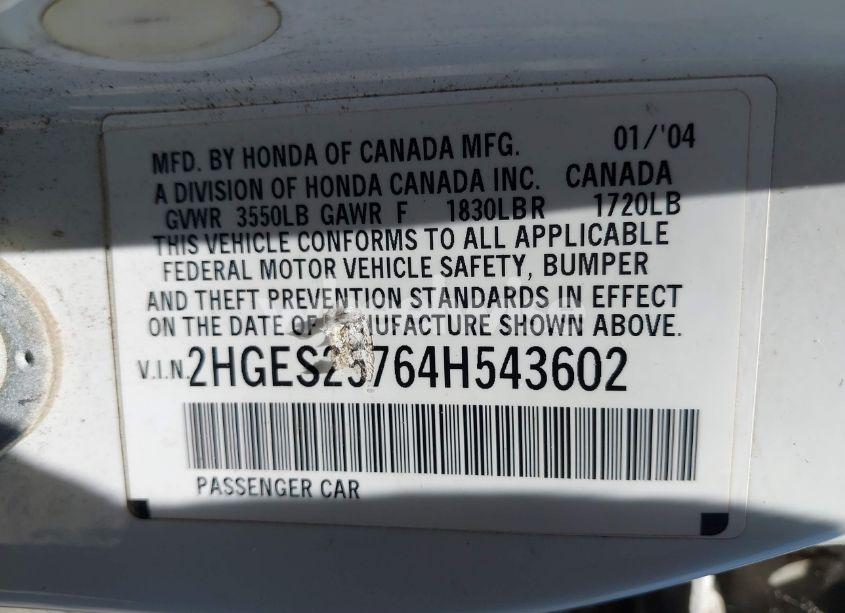 MFD. BY HONDA OF CANADA MFG. 01/'04
A DIVISION OF HONDA CANADA INC. CANADA
GVWR 3550LB GAWR F 1830LB R 1720LB
THIS VEHICLE CONFORMS TO ALL APPLICABLE
FEDERAL MOTOR VEHICLE SAFETY, BUMPER
AND THEFT PREVENTION STANDARDS IN EFFECT
ON THE DATE OF MANUFACTURE SHOWN ABOVE.
V.I.N.
PASSENGER CAR